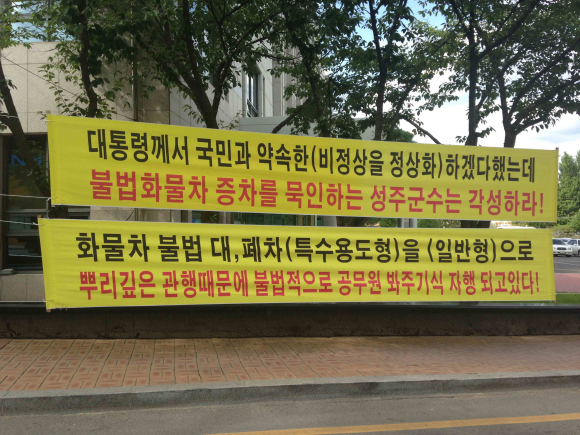 대통령께서 국민과 약속한(비정상을 정상화)하겠다했는데
불법화물차 증차를 묵인하는 성주군수는 각성하라!
화물차 불법 대,폐차(특수용도형)을 (일반형)으로
뿌리깊은 관행때문에 불법적으로 공무원 봐주기식 자행 되고있다!